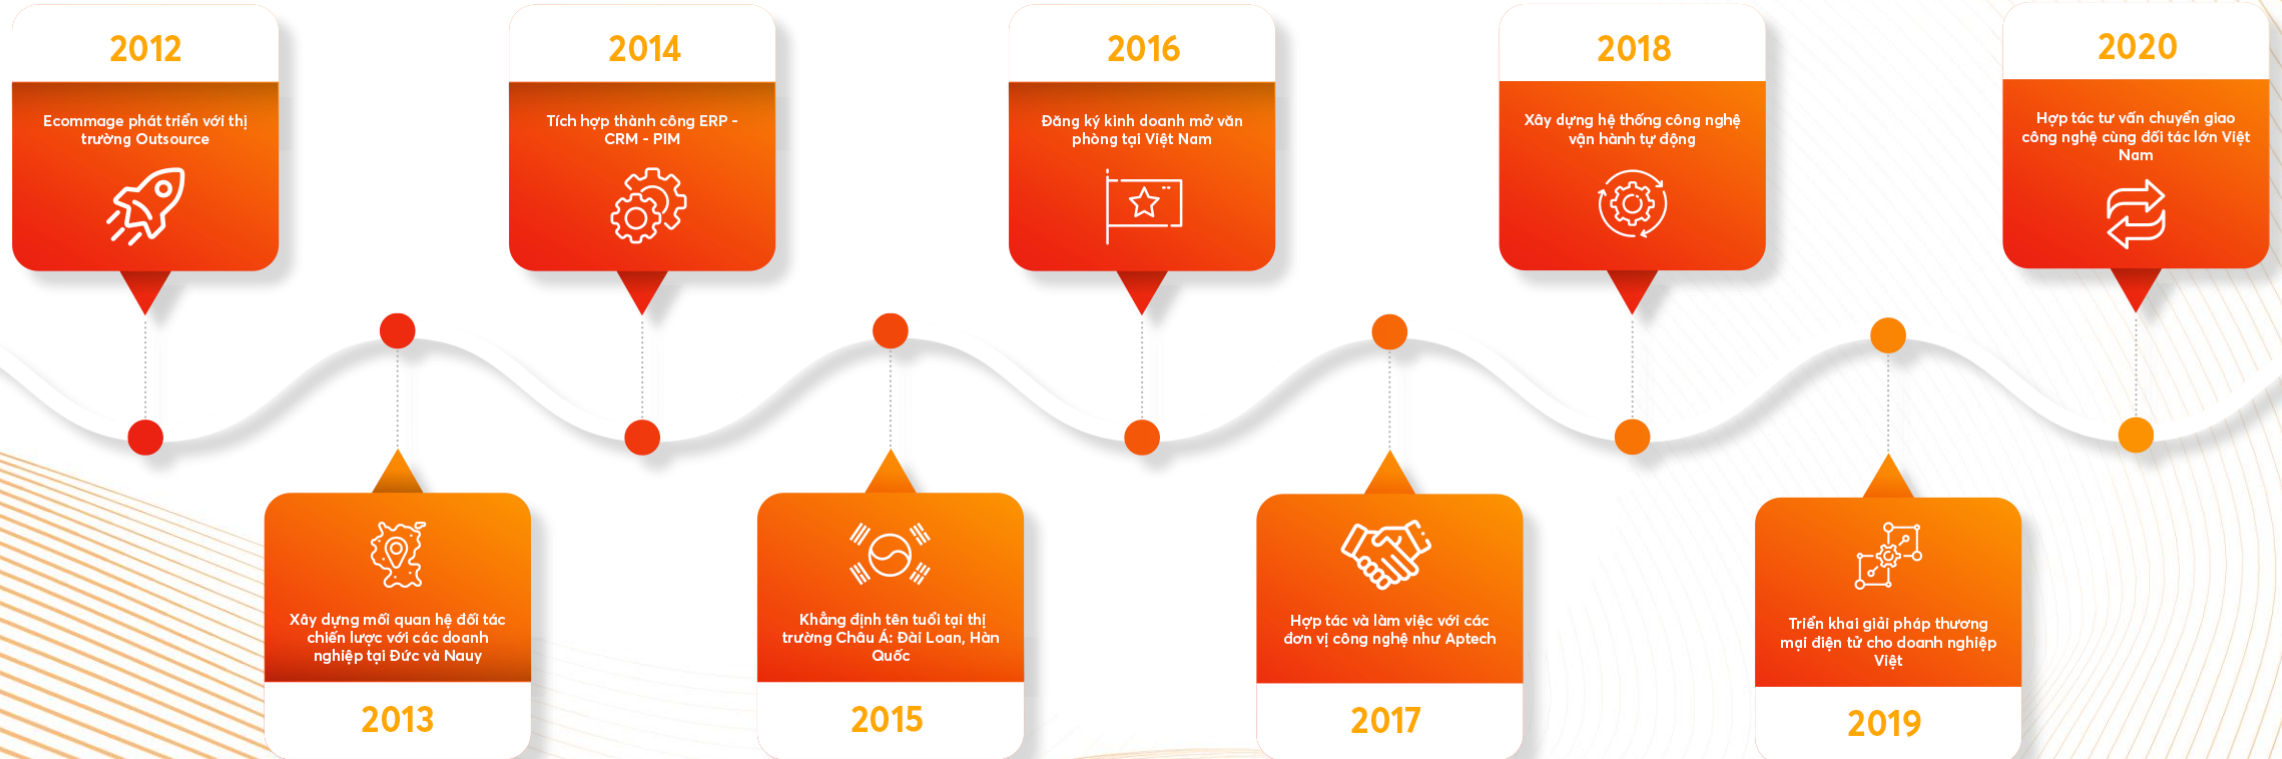 2012
Ecommage phát triển với thị
trường Outsource
Xây dựng mối quan hệ đối tác
chiến lược với các doanh
nghiệp tại Đức và Nauy
2013
2014
Tích hợp thành công ERP -
CRM - PIM
Khẳng định tên tuổi tại thị
trường Châu Á: Đài Loan, Hàn
Quốc
2015
2016
Đăng ký kinh doanh mở văn
phòng tại Việt Nam
Hợp tác và làm việc với các
đơn vị công nghệ như Aptech
2017
2018
Xây dựng hệ thống công nghệ
vận hành tự động
Triển khai giải pháp thương
mại điện tử cho doanh nghiệp
Việt
2019
2020
Hợp tác tư vấn chuyển giao
công nghệ cùng đối tác lớn Việt
Nam